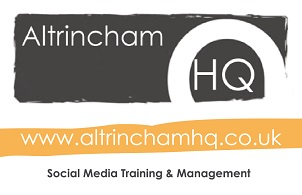 Altrincham
HQ
www.altrinchamhq.co.uk
Social Media Training & Management